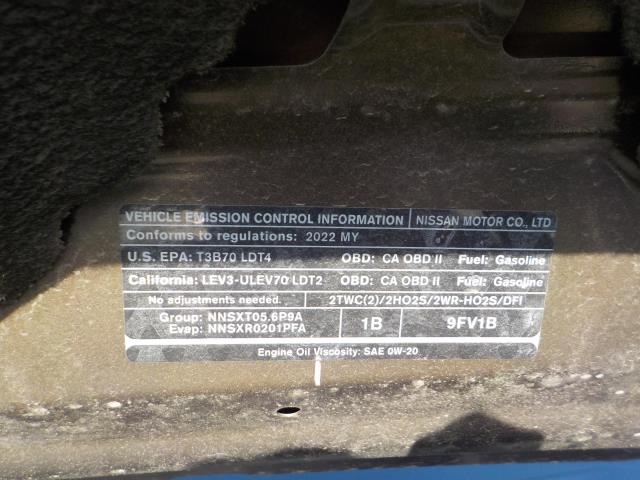 VEHICLE EMISSION CONTROL INFORMATION NISSAN MOTOR CO., LTD
Conforms to regulations: 2022 MY
U.S. EPA: T3B70 LDT4 OBD: CA OBD II Fuel: Gasoline
California: LEV3-ULEV70 LDT2 OBD: CA OBD II Fuel: Gasoline
No adjustments needed. 2TWC(2)/2HO2S/2WR-HO2S/DFI
Group: NNSXT05.6P9A 1B 9FV1B
Evap: NNSXR0201PFA
Engine Oil Viscosity: SAE 0W-20